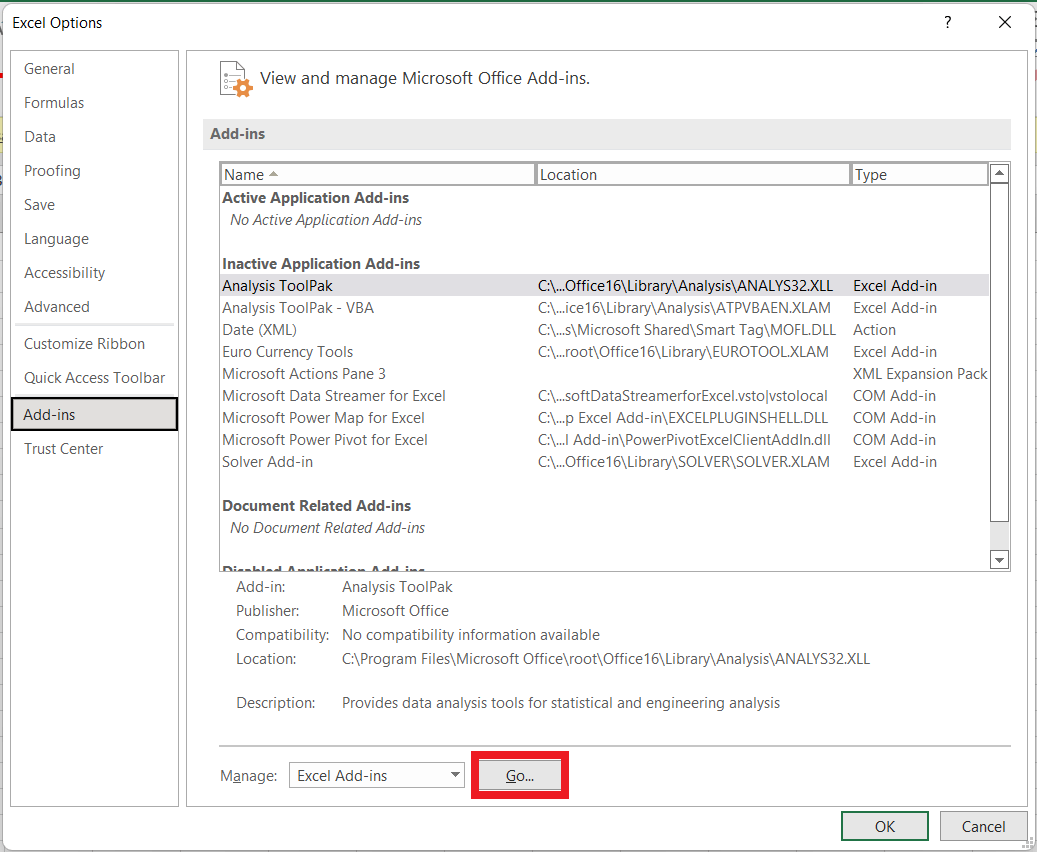 Excel Options
?
General
Formulas
Data
Proofing
Save
Language
Accessibility
Advanced
Customize Ribbon
Quick Access Toolbar
Add-ins
Trust Center
View and manage Microsoft Office Add-ins.
Add-ins
Name Location Type
Active Application Add-ins
No Active Application Add-ins
Inactive Application Add-ins
Analysis ToolPak C:\...Office16\Library\Analysis\ANALYS32.XLL Excel Add-in
Analysis ToolPak - VBA C:\...ice16\Library\Analysis\ATPVBAEN.XLAM Excel Add-in
Date (XML) C:\...s\Microsoft Shared\Smart Tag\MOFL.DLL Action
Euro Currency Tools C:\...root\Office16\Library\EUROTOOL.XLAM Excel Add-in
Microsoft Actions Pane 3 XML Expansion Pack
Microsoft Data Streamer for Excel C:\...softDataStreamerforExcel.vsto|vstolocal COM Add-in
Microsoft Power Map for Excel C:\...p Excel Add-in\EXCELPLUGINSHELL.DLL COM Add-in
Microsoft Power Pivot for Excel C:\...l Add-in\PowerPivotExcelClientAddIn.dll COM Add-in
Solver Add-in C:\...Office16\Library\SOLVER\SOLVER.XLAM Excel Add-in
Document Related Add-ins
No Document Related Add-ins
Disabled Application Add-ins
Add-in: Analysis ToolPak
Publisher: Microsoft Office
Compatibility: No compatibility information available
Location: C:\Program Files\Microsoft Office\root\Office16\Library\Analysis\ANALYS32.XLL
Description: Provides data analysis tools for statistical and engineering analysis
Manage: Excel Add-ins Go...
OK Cancel